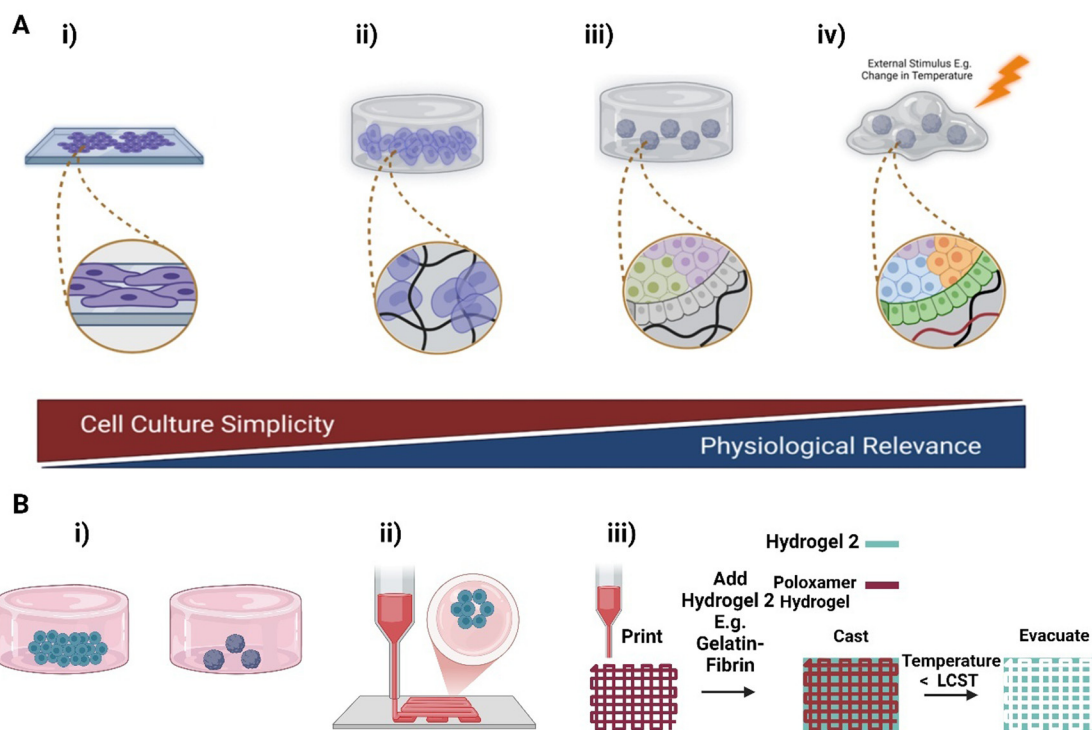 A
i)
ii)
iii)
iv)
External Stimulus E.g.
Change in Temperature
Cell Culture Simplicity
Physiological Relevance
B
i)
ii)
iii)
Hydrogel 2
Poloxamer
Hydrogel
Print
Add
Hydrogel 2
E.g.
Gelatin-
Fibrin
Cast
Temperature
< LCST
Evacuate